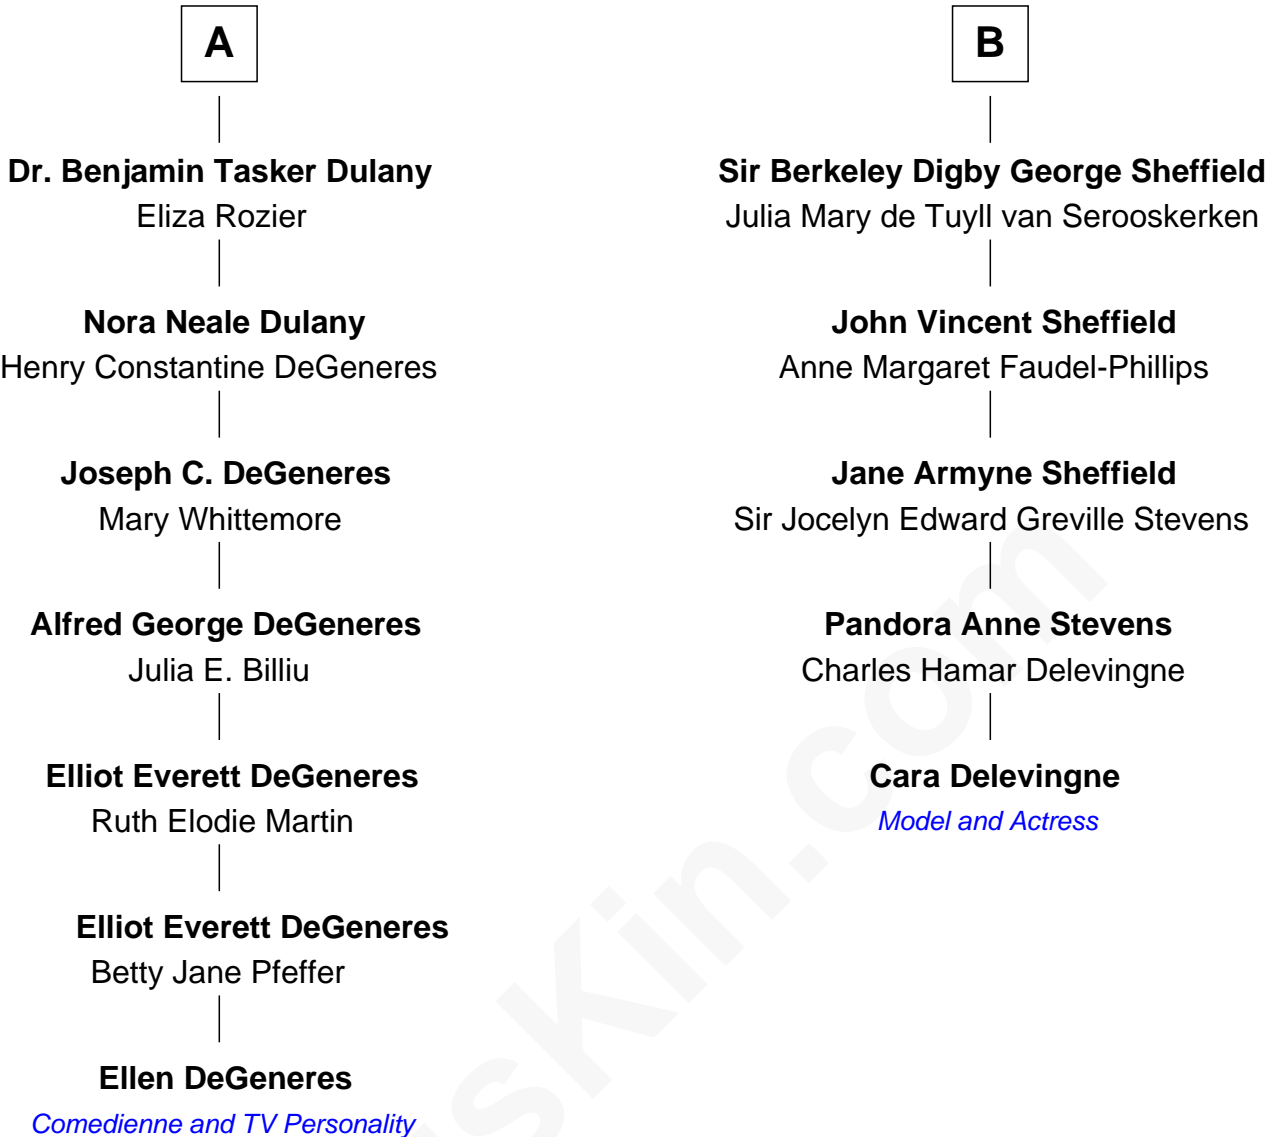 A
Dr. Benjamin Tasker Dulany
Eliza Rozier
Nora Neale Dulany
Henry Constantine DeGeneres
Joseph C. DeGeneres
Mary Whittemore
Alfred George DeGeneres
Julia E. Billiu
Elliot Everett DeGeneres
Ruth Elodie Martin
Elliot Everett DeGeneres
Betty Jane Pfeffer
Ellen DeGeneres
Comedienne and TV Personality
B
Sir Berkeley Digby George Sheffield
Julia Mary de Tuyll van Serooskerken
John Vincent Sheffield
Anne Margaret Faudel-Phillips
Jane Armyne Sheffield
Sir Jocelyn Edward Greville Stevens
Pandora Anne Stevens
Charles Hamar Delevingne
Cara Delevingne
Model and Actress
sKin.com